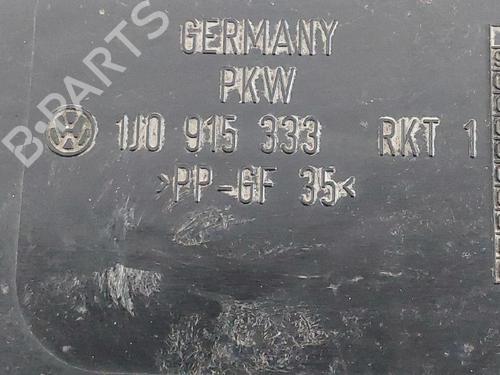 B-PARTS
GERMANY
PKW
1J0 915 333 RKT 1
>PP-GF 35<